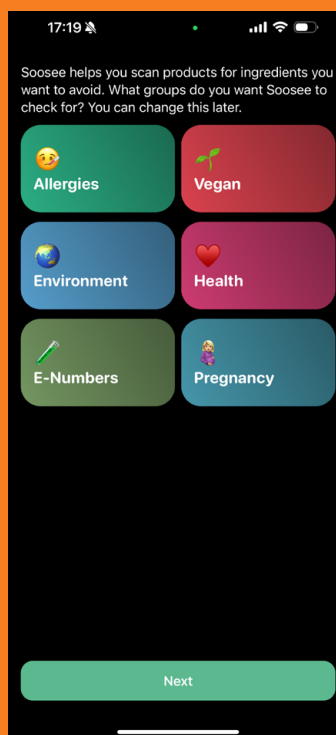 17:19
Soosee helps you scan products for ingredients you
want to avoid. What groups do you want Soosee to
check for? You can change this later.
Allergies
Vegan
Environment
Health
E-Numbers
Pregnancy
Next